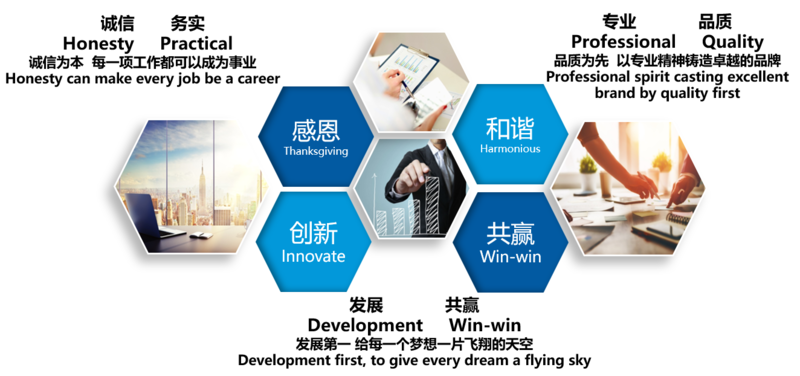 诚信 务实
Honesty Practical
诚信为本 每一项工作都可以成为事业
Honesty can make every job be a career
专业 品质
Professional Quality
品质为先 以专业精神铸造卓越的品牌
Professional spirit casting excellent
brand by quality first
感恩
Thanksgiving
和谐
Harmonious
创新
Innovate
共赢
Win-win
发展 共赢
Development Win-win
发展第一 给每一个梦想一片飞翔的天空
Development first, to give every dream a flying sky